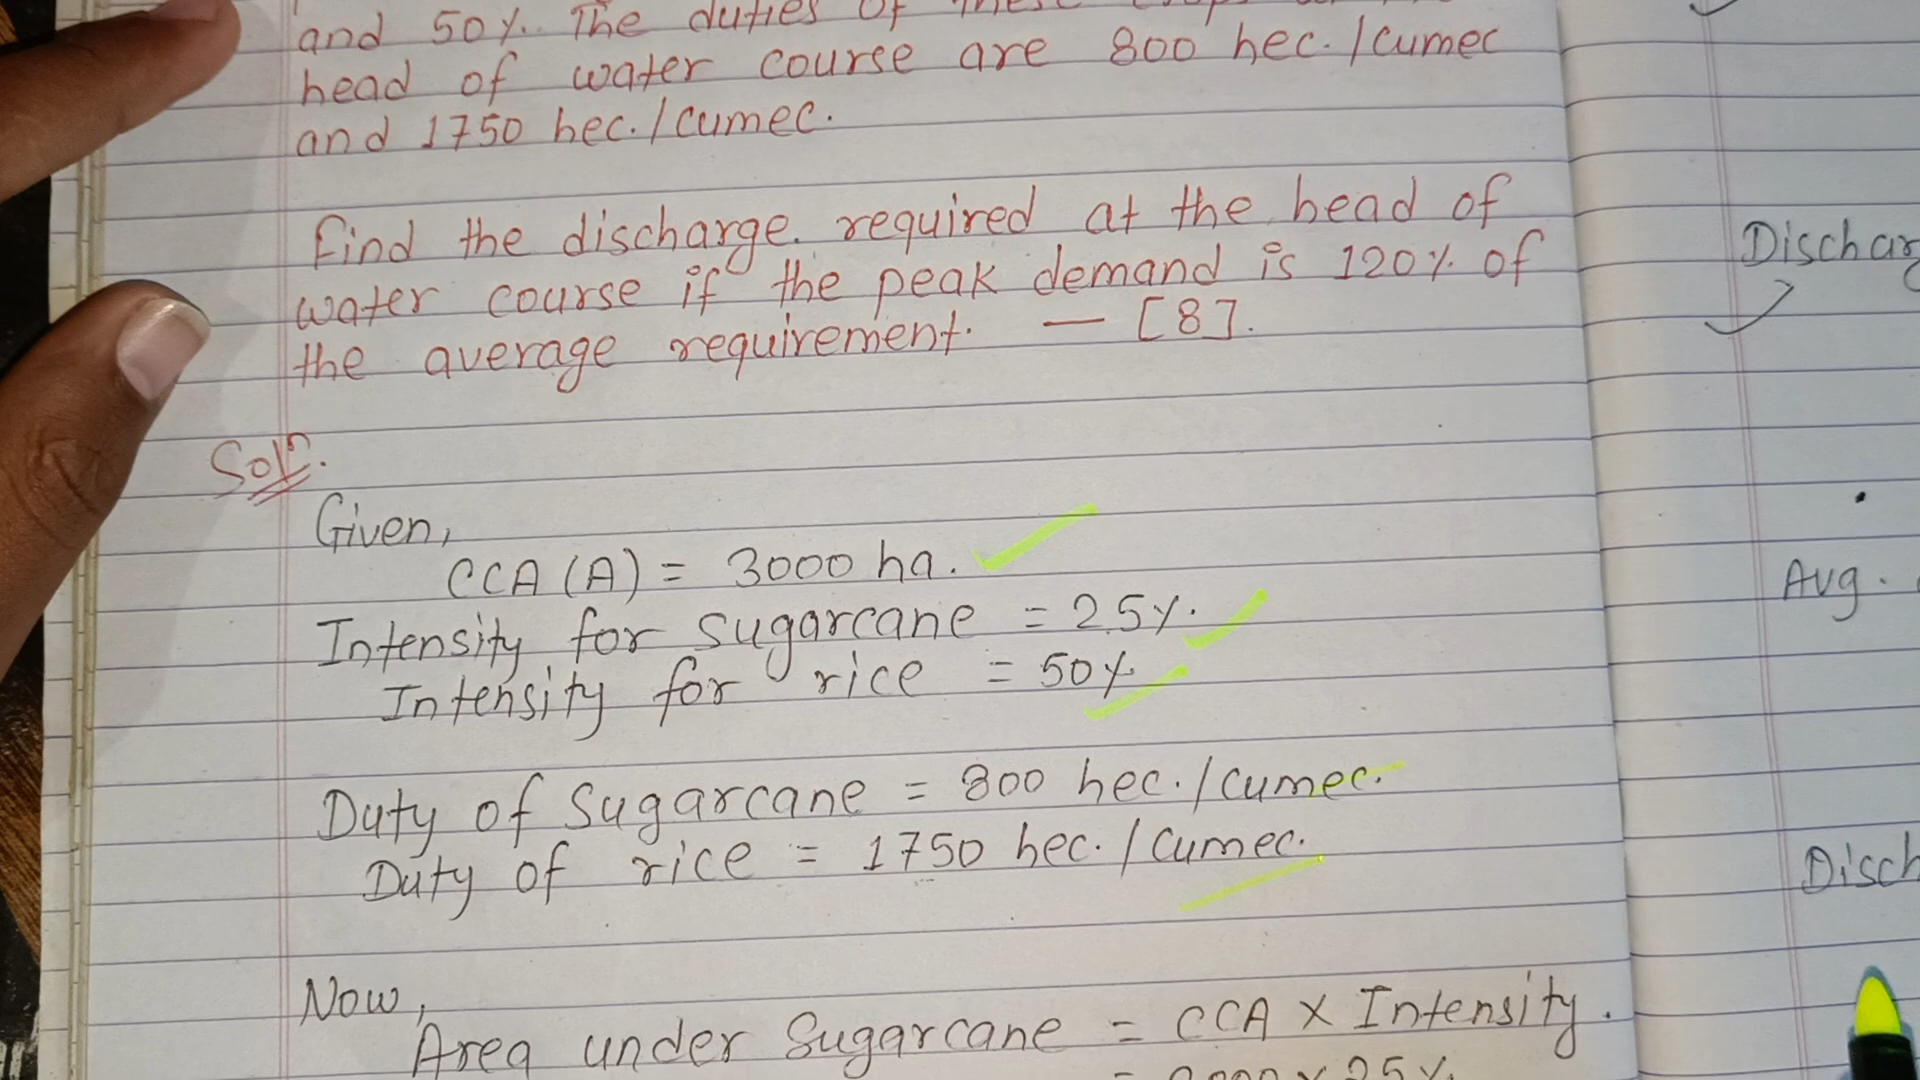 and 50%. The duties of these
head of water course are 800 hec./cumec
and 1750 hec./cumec.
Find the discharge. required at the head of
water course if the peak demand is 120% of
the average requirement. — [8].
Solⁿ.
Given,
CCA (A) = 3000 ha.
Intensity for sugarcane = 25%.
Intensity for rice = 50%
Duty of Sugarcane = 800 hec./cumec.
Duty of rice = 1750 hec./cumec.
Now,
Area under Sugarcane = CCA X Intensity.
= 3000 x 25%.
Dischar
Avg.
Disch